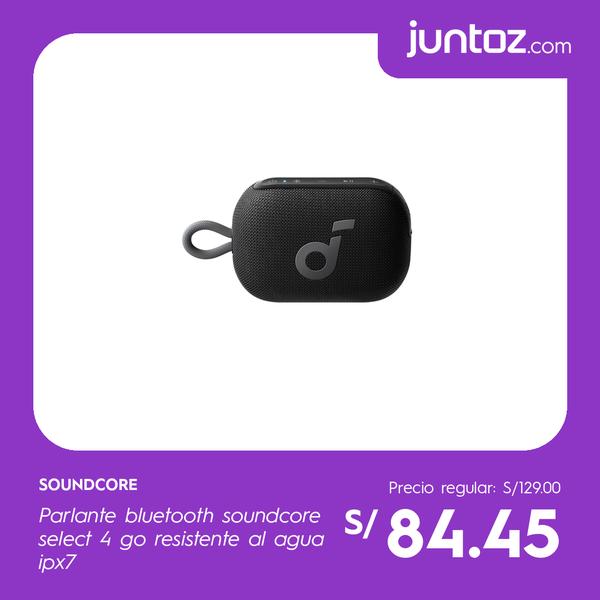 juntoz.com
SOUNDCORE
Parlante bluetooth soundcore
select 4 go resistente al agua
ipx7
Precio regular: S/129.00
S/ 84.45